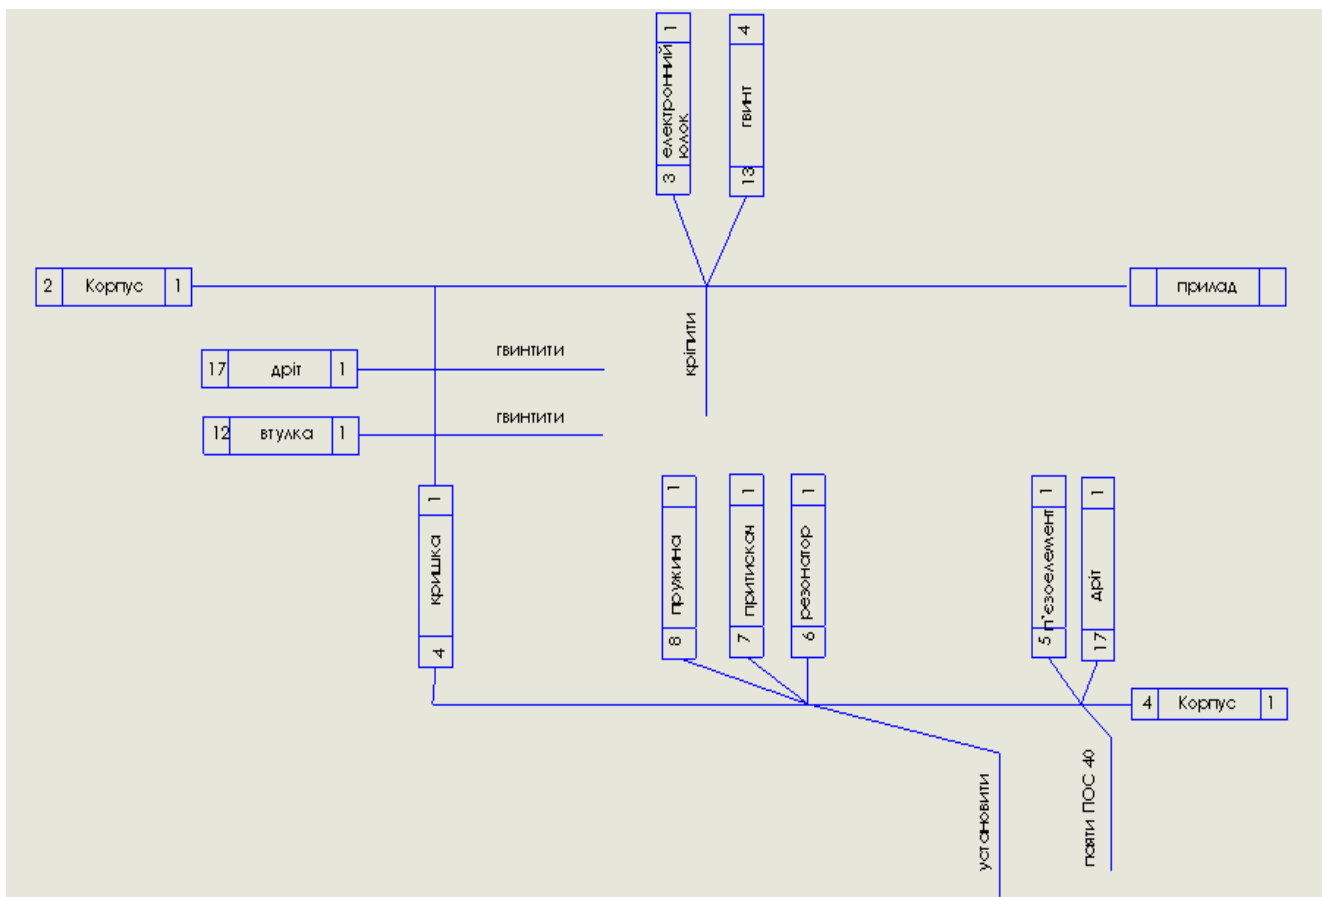 1
електронний
юлок
3
4
гвинт
13
2 Корпус 1
прилад
кріпити
17 дріт 1
гвинтити
12 втулка 1
гвинтити
1
кришка
4
1
пружина
8
1
притискач
7
1
резонатор
6
1
п'єзоелемент
5
1
дріт
17
4 Корпус 1
установити
паяти ПОС 40